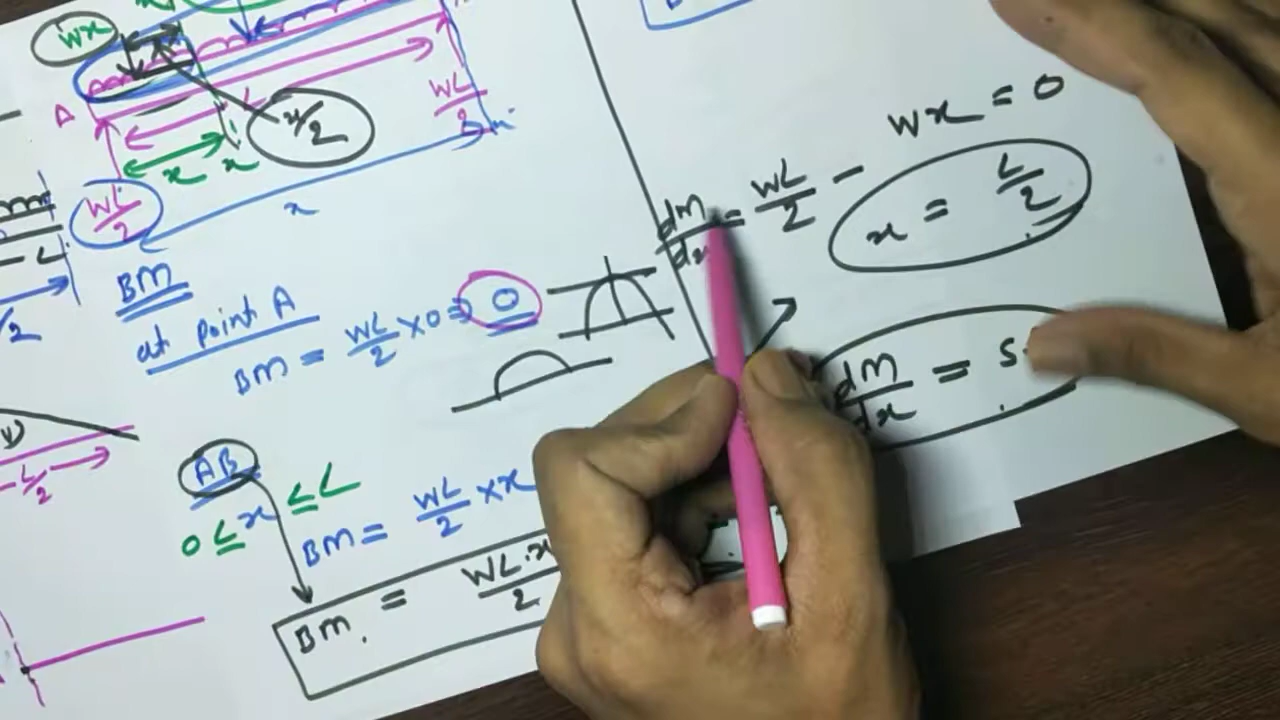 wx
A
L
x/2
WL/2
x x
WL/2
x
L/2
BM
at point A
BM = WL/2 × 0 = 0
AB
0 ≤ x ≤ L
BM = WL/2 × x
BM. = WL.x/2
dM/dx = WL/2 - wx = 0
x = L/2
dM/dx = S.